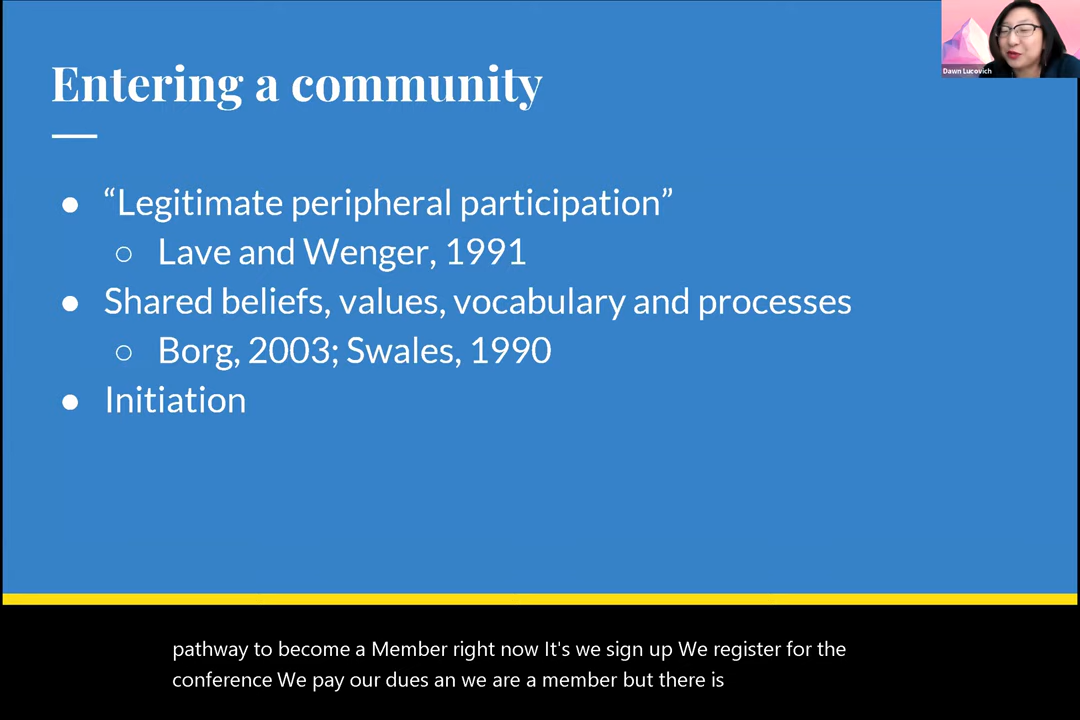 Entering a community
● “Legitimate peripheral participation”
○ Lave and Wenger, 1991
● Shared beliefs, values, vocabulary and processes
○ Borg, 2003; Swales, 1990
● Initiation
Dawn Lucovich
pathway to become a Member right now It's we sign up We register for the
conference We pay our dues an we are a member but there is